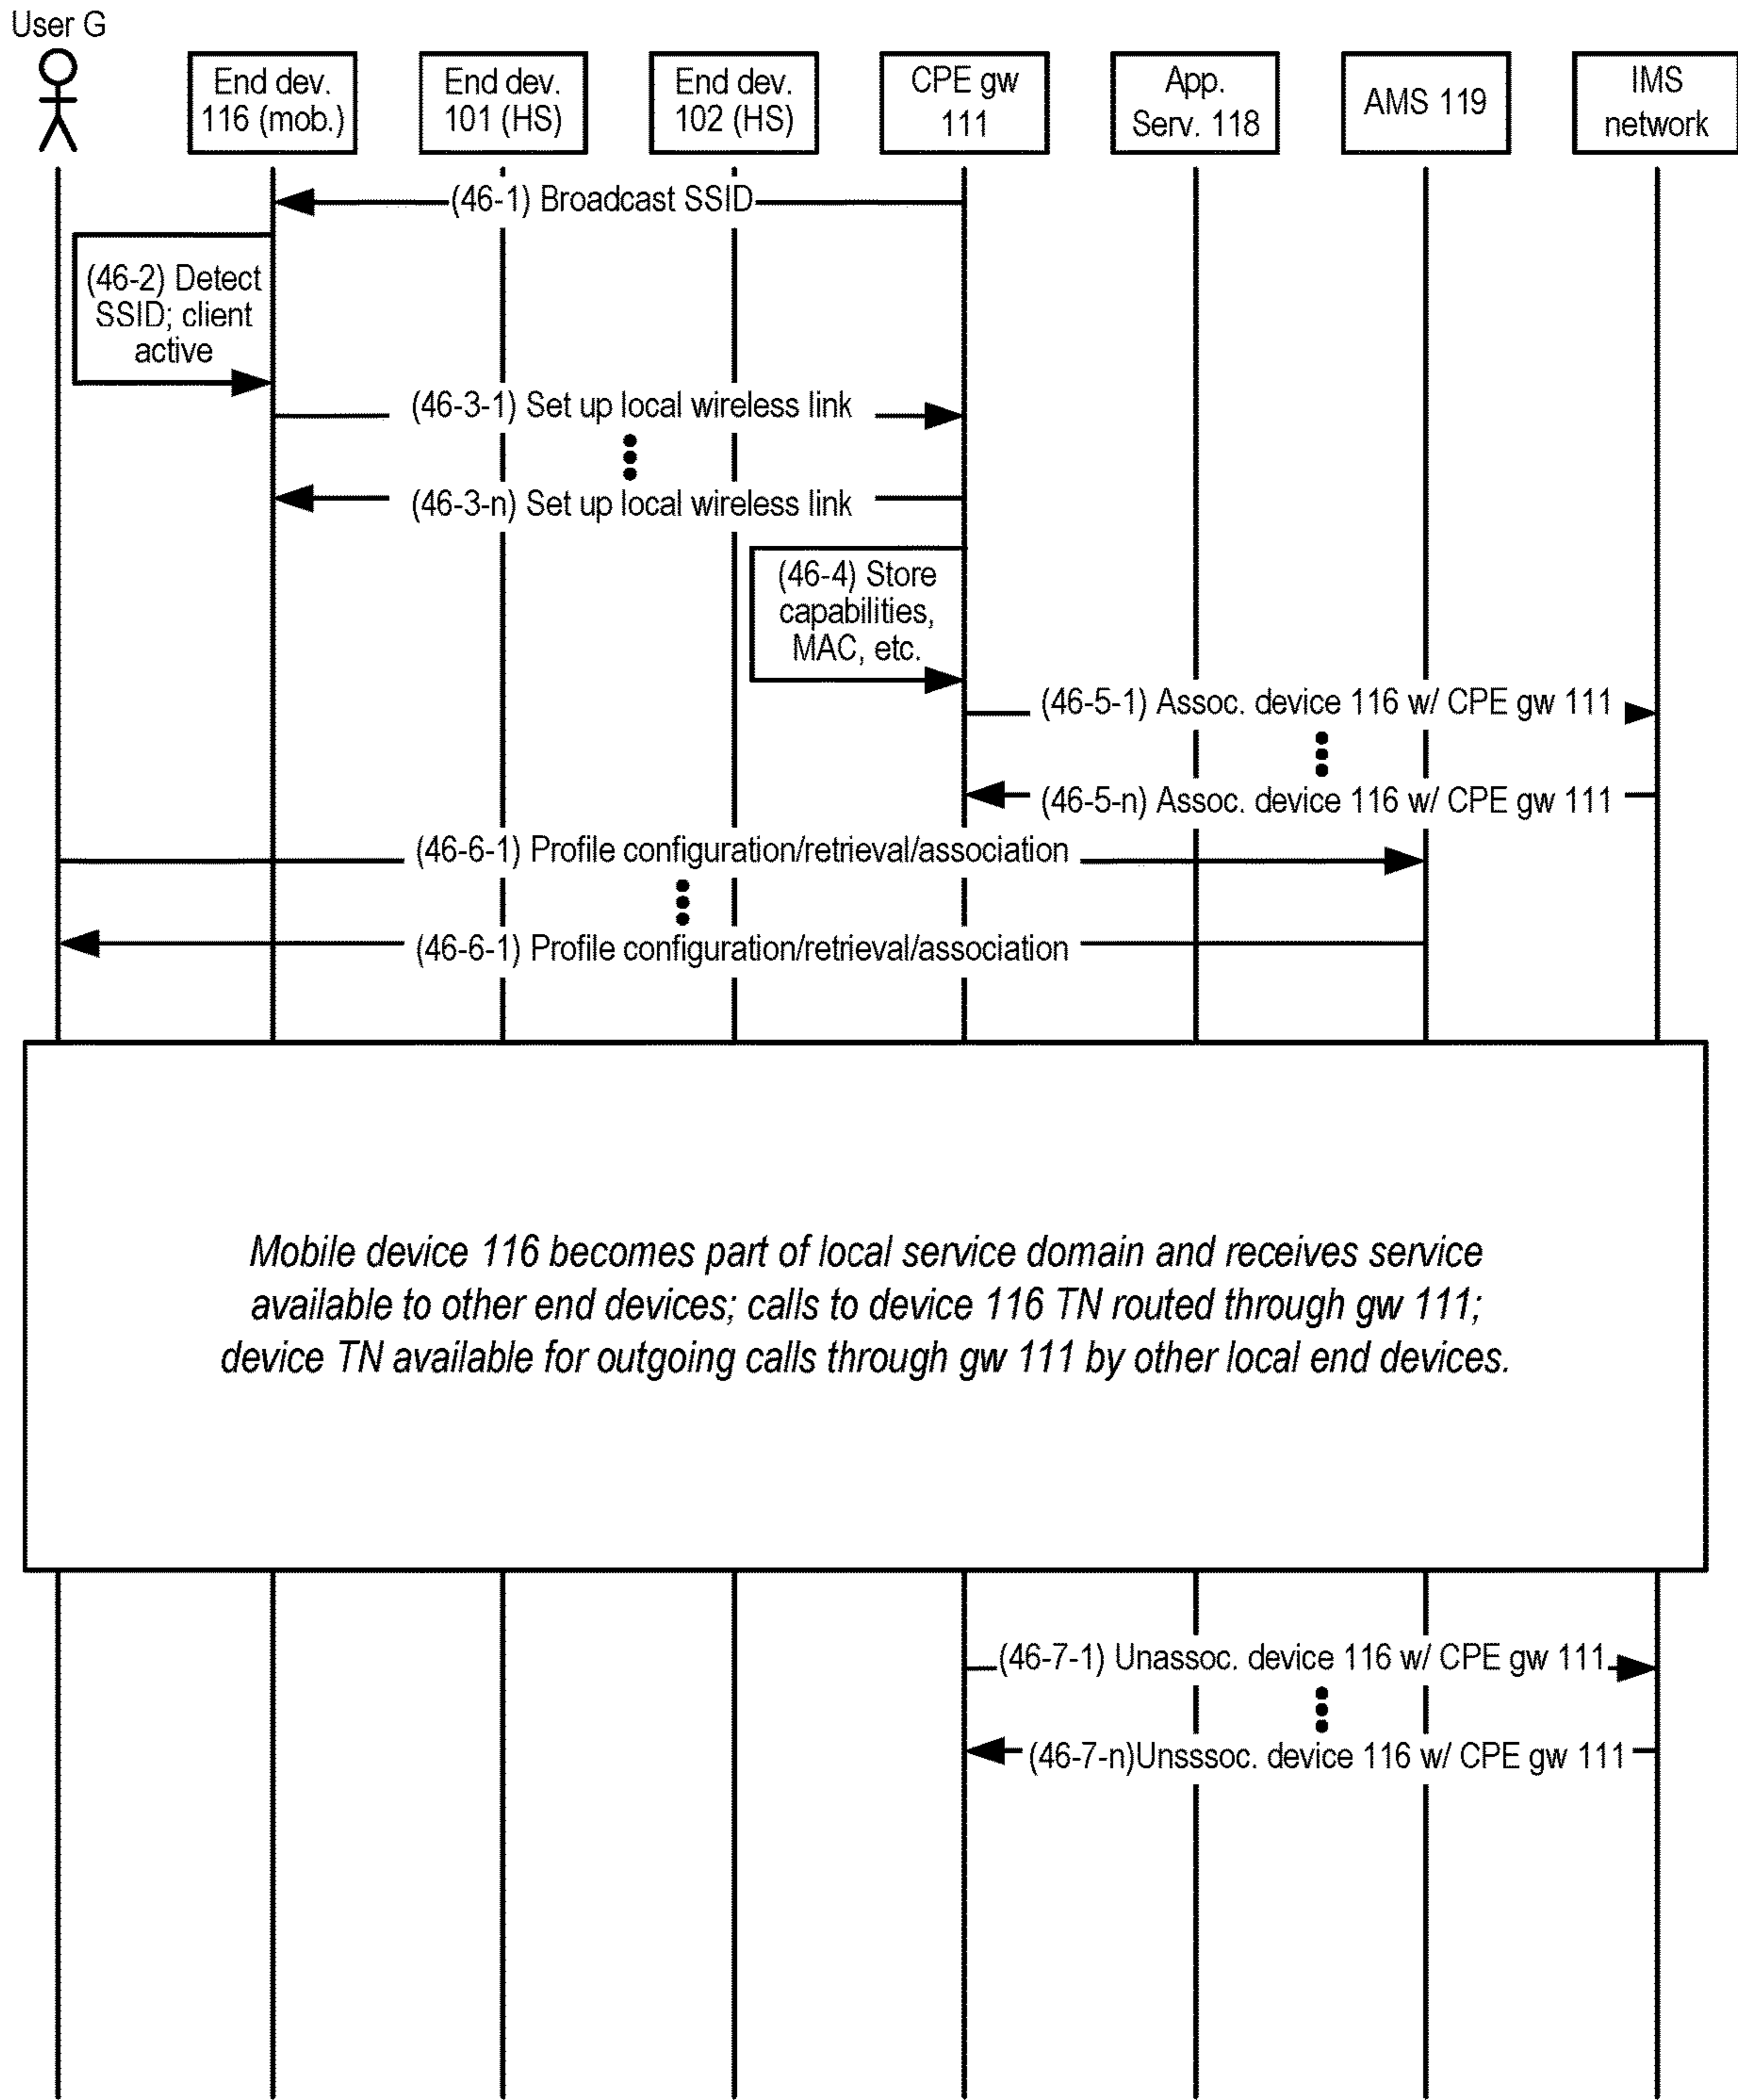 User G
End dev.
116 (mob.)
End dev.
101 (HS)
End dev.
102 (HS)
CPE gw
111
App.
Serv. 118
AMS 119
IMS
network
(46-1) Broadcast SSID
(46-2) Detect
SSID; client
active
(46-3-1) Set up local wireless link
(46-3-n) Set up local wireless link
(46-4) Store
capabilities,
MAC, etc.
(46-5-1) Assoc. device 116 w/ CPE gw 111
(46-5-n) Assoc. device 116 w/ CPE gw 111
(46-6-1) Profile configuration/retrieval/association
(46-6-1) Profile configuration/retrieval/association
Mobile device 116 becomes part of local service domain and receives service
available to other end devices; calls to device 116 TN routed through gw 111;
device TN available for outgoing calls through gw 111 by other local end devices.
(46-7-1) Unassoc. device 116 w/ CPE gw 111
(46-7-n)Unsssoc. device 116 w/ CPE gw 111